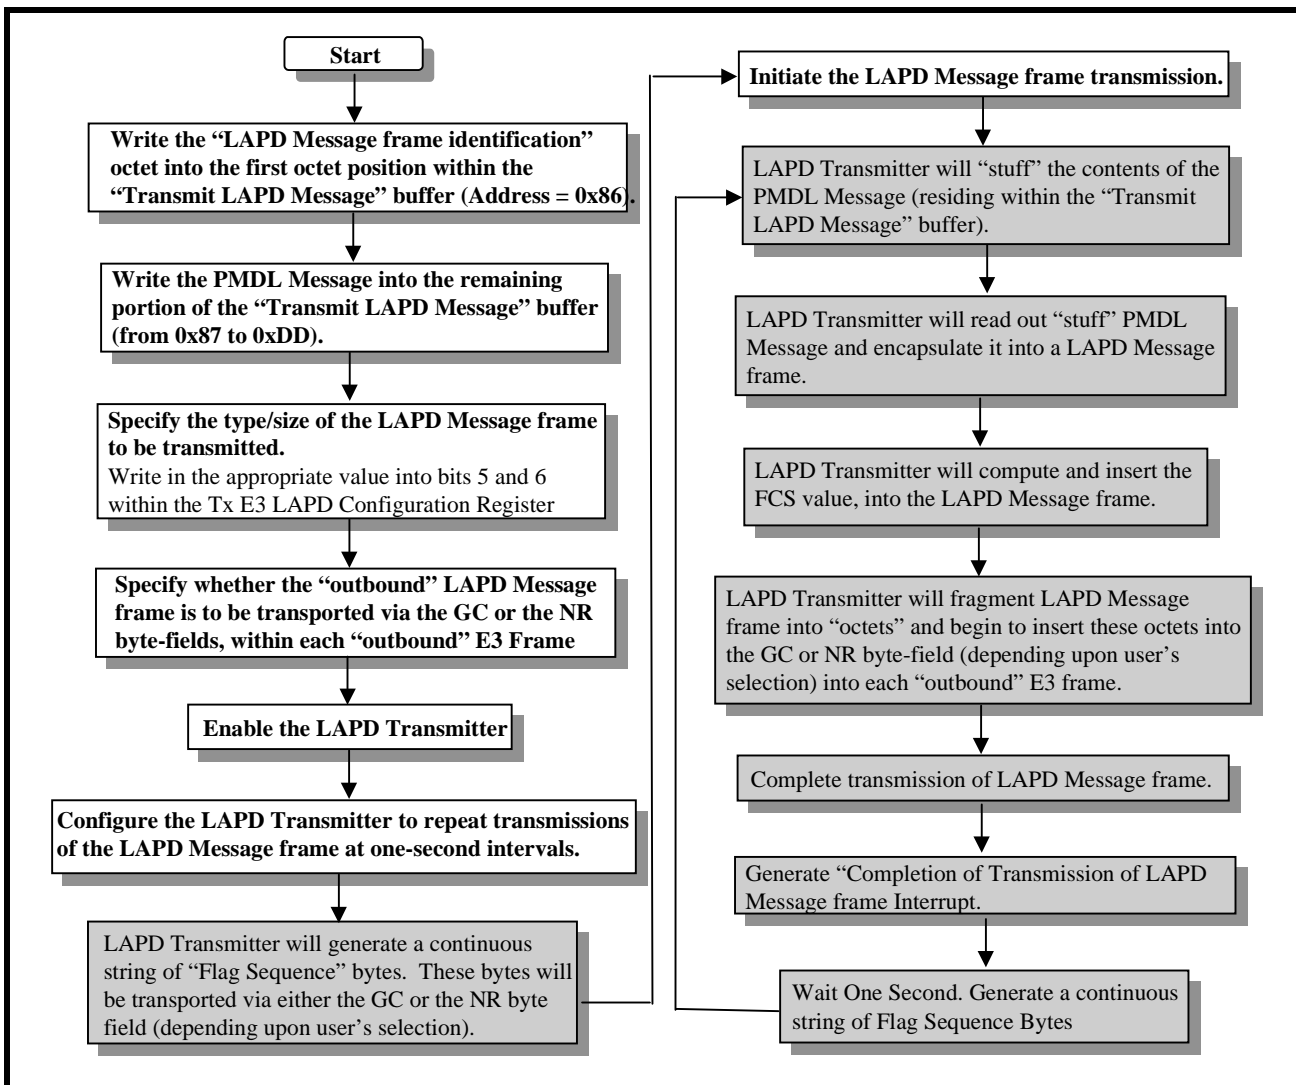 Start
Write the “LAPD Message frame identification”
octet into the first octet position within the
“Transmit LAPD Message” buffer (Address = 0x86).
Write the PMDL Message into the remaining
portion of the “Transmit LAPD Message” buffer
(from 0x87 to 0xDD).
Specify the type/size of the LAPD Message frame
to be transmitted.
Write in the appropriate value into bits 5 and 6
within the Tx E3 LAPD Configuration Register
Specify whether the “outbound” LAPD Message
frame is to be transported via the GC or the NR
byte-fields, within each “outbound” E3 Frame
Enable the LAPD Transmitter
Configure the LAPD Transmitter to repeat transmissions
of the LAPD Message frame at one-second intervals.
LAPD Transmitter will generate a continuous
string of “Flag Sequence” bytes.  These bytes will
be transported via either the GC or the NR byte
field (depending upon user’s selection).
Initiate the LAPD Message frame transmission.
LAPD Transmitter will “stuff” the contents of the
PMDL Message (residing within the “Transmit
LAPD Message” buffer).
LAPD Transmitter will read out “stuff” PMDL
Message and encapsulate it into a LAPD Message
frame.
LAPD Transmitter will compute and insert the
FCS value, into the LAPD Message frame.
LAPD Transmitter will fragment LAPD Message
frame into “octets” and begin to insert these octets into
the GC or NR byte-field (depending upon user’s
selection) into each “outbound” E3 frame.
Complete transmission of LAPD Message frame.
Generate “Completion of Transmission of LAPD
Message frame Interrupt.
Wait One Second. Generate a continuous
string of Flag Sequence Bytes